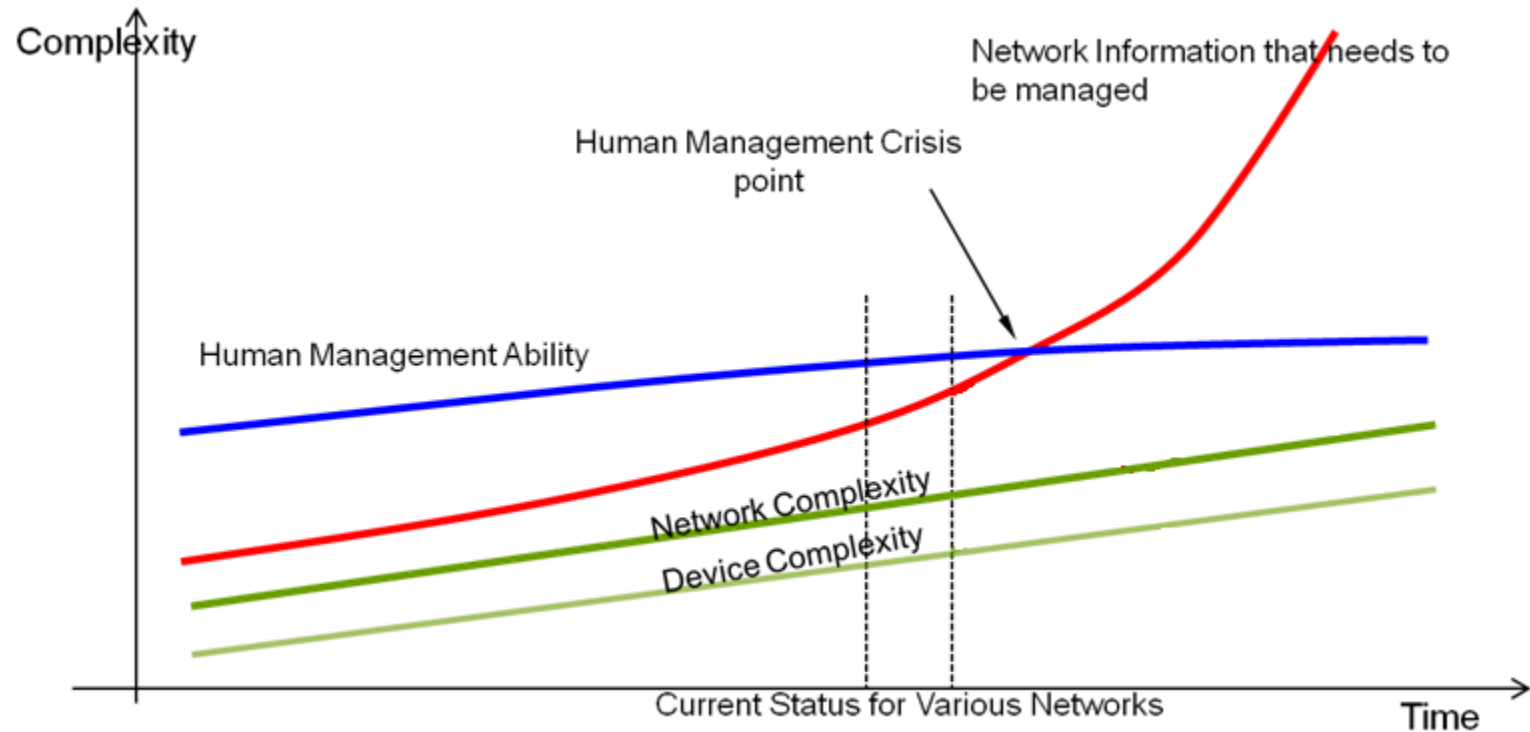 Complexity
Network Information that needs to
be managed
Human Management Crisis
point
Human Management Ability
Network Complexity
Device Complexity
Current Status for Various Networks
Time